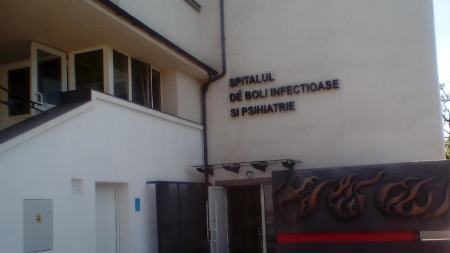 SPITALUL
DE BOLI INFECTIOASE
SI PSIHIATRIE